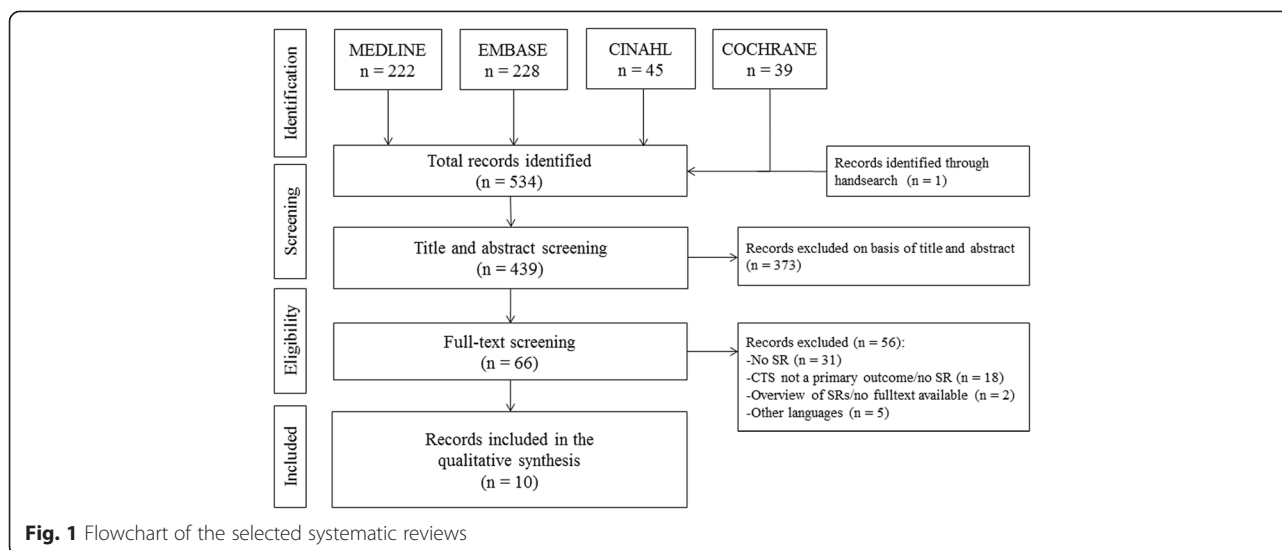 Identification
MEDLINE
n = 222
EMBASE
n = 228
CINAHL
n = 45
COCHRANE
n = 39
Total records identified
(n = 534)
Records identified through
handsearch (n = 1)
Screening
Title and abstract screening
(n = 439)
Records excluded on basis of title and abstract
(n = 373)
Eligibility
Full-text screening
(n = 66)
Records excluded (n = 56):
-No SR (n = 31)
-CTS not a primary outcome/no SR (n = 18)
-Overview of SRs/no fulltext available (n = 2)
-Other languages (n = 5)
Included
Records included in the
qualitative synthesis
(n = 10)
Fig. 1 Flowchart of the selected systematic reviews